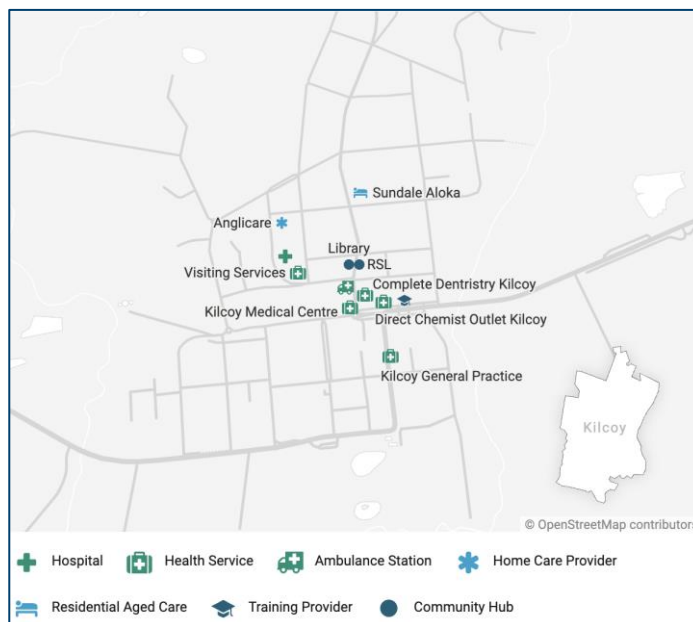 Sundale Aloka
Anglicare
Library
RSL
Visiting Services
Complete Dentristry Kilcoy
Kilcoy Medical Centre
Direct Chemist Outlet Kilcoy
Kilcoy General Practice
Kilcoy
© OpenStreetMap contributors
Hospital
Health Service
Ambulance Station
Home Care Provider
Residential Aged Care
Training Provider
Community Hub